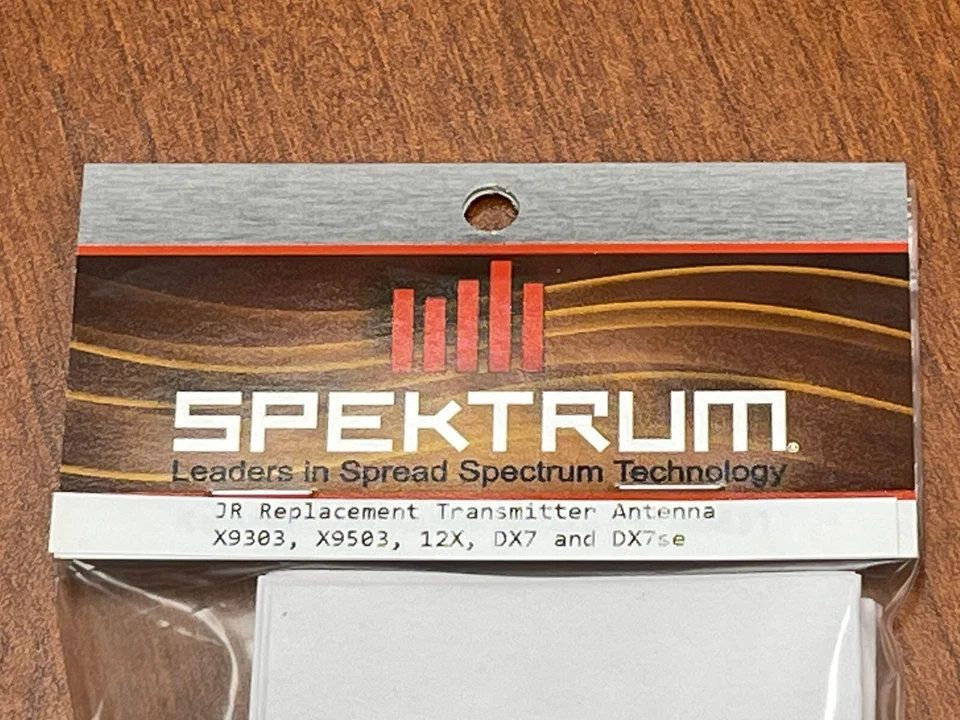 SPEKTRUM®
Leaders in Spread Spectrum Technology
JR Replacement Transmitter Antenna
X9303, X9503, 12X, DX7 and DX7se